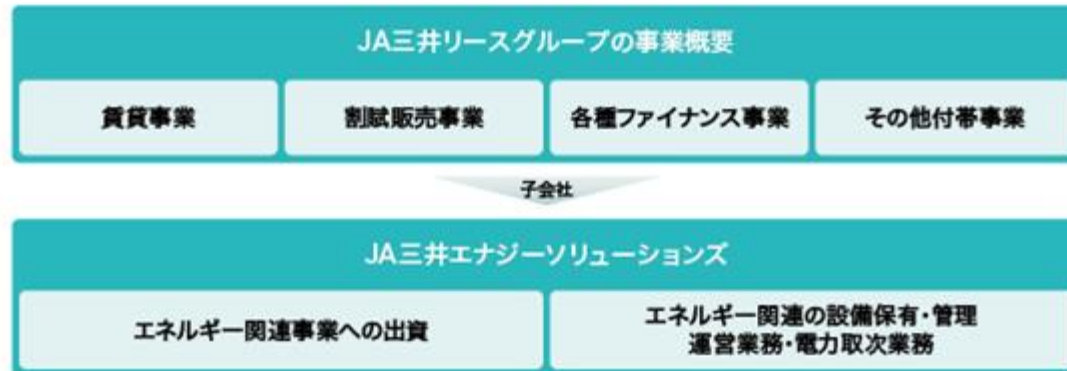 JA三井リースグループの事業概要
賃貸事業
割賦販売事業
各種ファイナンス事業
その他付帯事業
子会社
JA三井エナジーソリューションズ
エネルギー関連事業への出資
エネルギー関連の設備保有・管理
運営業務・電力取次業務